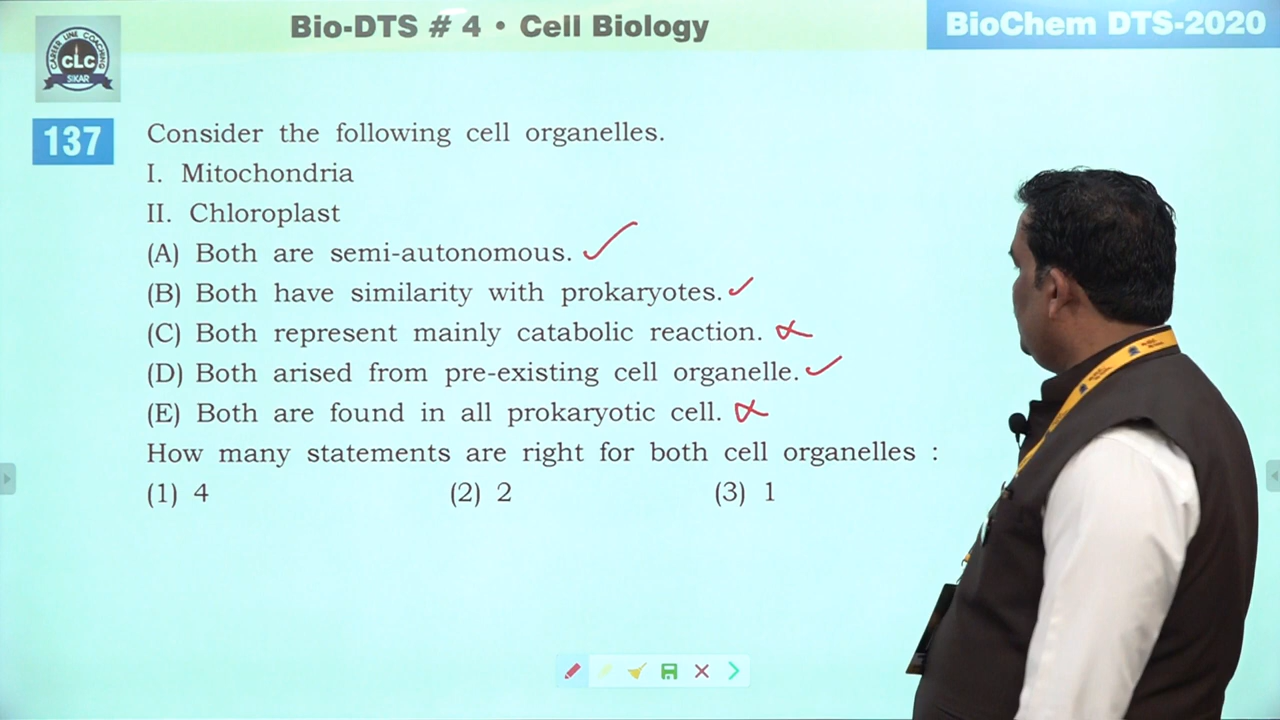 Bio-DTS # 4 • Cell Biology
BioChem DTS-2020
CAREER LINE COACHING
CLC
SIKAR
137
Consider the following cell organelles.
I. Mitochondria
II. Chloroplast
(A) Both are semi-autonomous.
(B) Both have similarity with prokaryotes.
(C) Both represent mainly catabolic reaction.
(D) Both arised from pre-existing cell organelle.
(E) Both are found in all prokaryotic cell.
How many statements are right for both cell organelles :
(1) 4 (2) 2 (3) 1